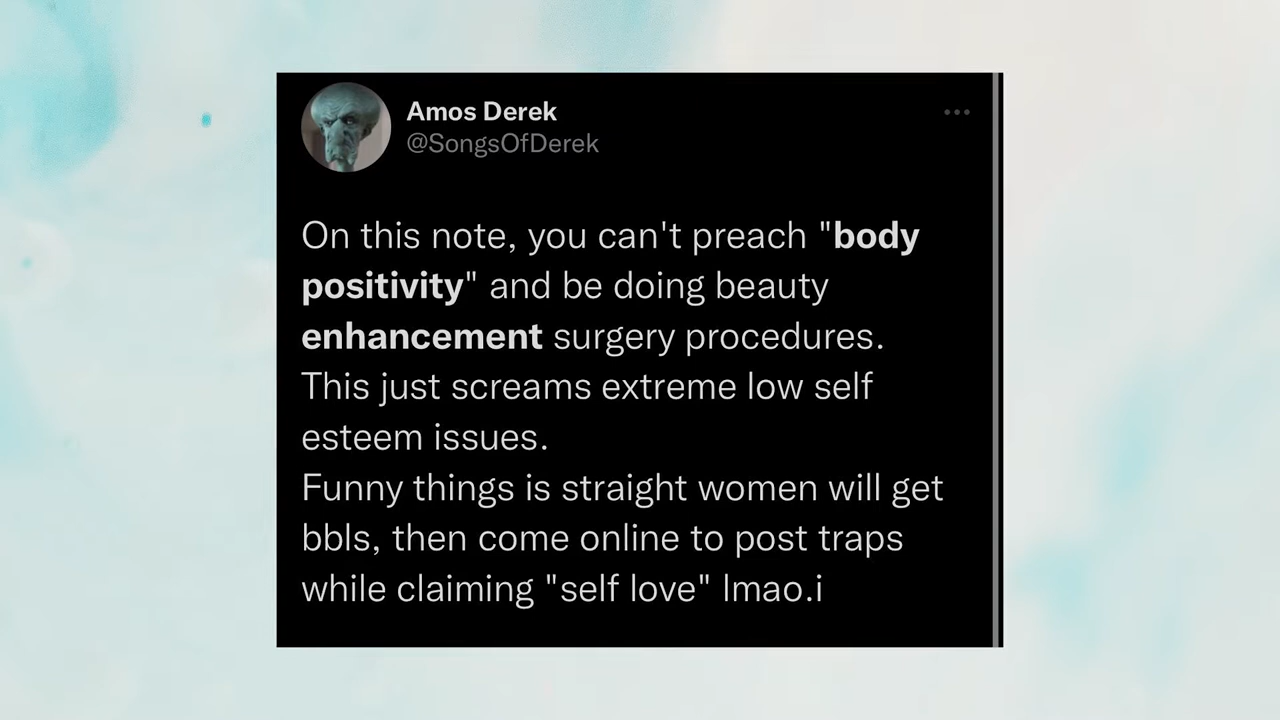 Amos Derek
@SongsOfDerek
On this note, you can't preach "body
positivity" and be doing beauty
enhancement surgery procedures.
This just screams extreme low self
esteem issues.
Funny things is straight women will get
bbls, then come online to post traps
while claiming "self love" lmao.i